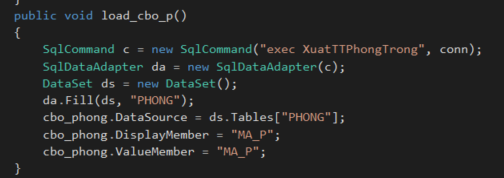 public void load_cbo_p()
{
SqlCommand c = new SqlCommand("exec XuatTTPhongTrong", conn);
SqlDataAdapter da = new SqlDataAdapter(c);
DataSet ds = new DataSet();
da.Fill(ds, "PHONG");
cbo_phong.DataSource = ds.Tables["PHONG"];
cbo_phong.DisplayMember = "MA_P";
cbo_phong.ValueMember = "MA_P";
}